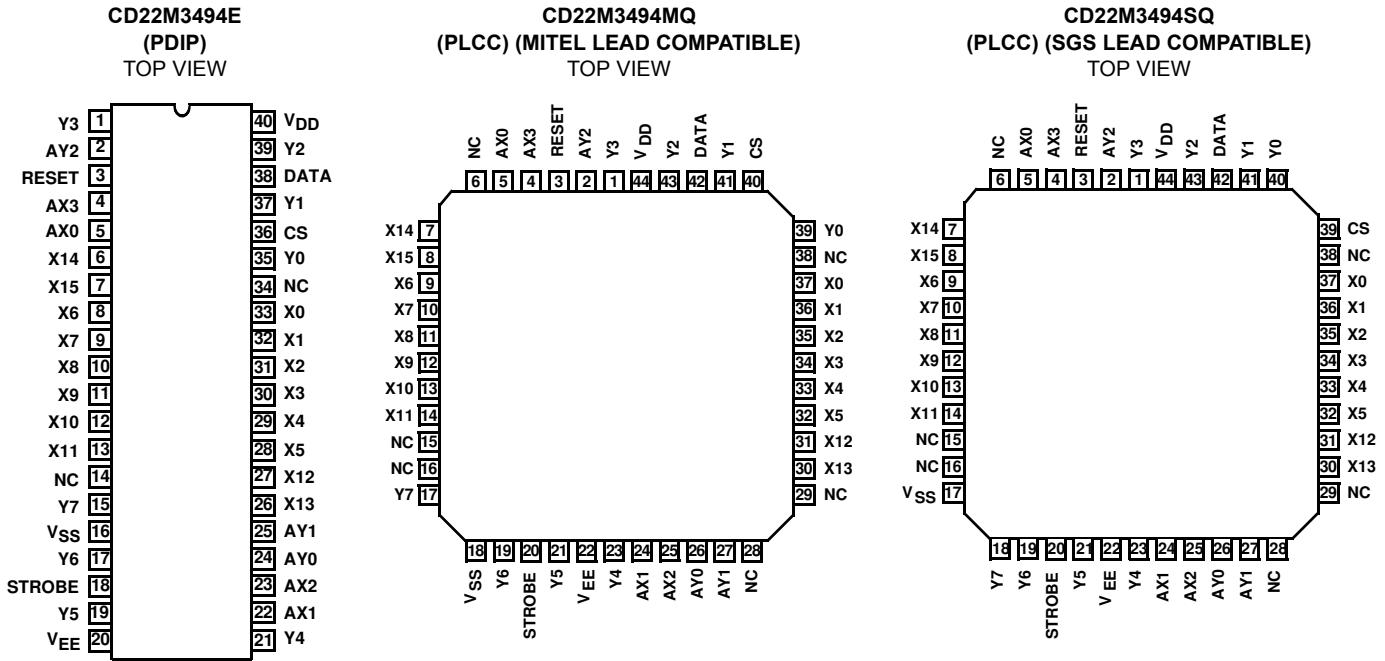 CD22M3494E
(PDIP)
TOP VIEW
Y3 1
AY2 2
RESET 3
AX3 4
AX0 5
X14 6
X15 7
X6 8
X7 9
X8 10
X9 11
X10 12
X11 13
NC 14
Y7 15
VSS 16
Y6 17
STROBE 18
Y5 19
VEE 20
40 VDD
39 Y2
38 DATA
37 Y1
36 CS
35 Y0
34 NC
33 X0
32 X1
31 X2
30 X3
29 X4
28 X5
27 X12
26 X13
25 AY1
24 AY0
23 AX2
22 AX1
21 Y4
CD22M3494MQ
(PLCC) (MITEL LEAD COMPATIBLE)
TOP VIEW
NC AX0 AX3 RESET AY2 Y3 VDD Y2 DATA Y1 CS
6 5 4 3 2 1 44 43 42 41 40
X14 7
X15 8
X6 9
X7 10
X8 11
X9 12
X10 13
X11 14
NC 15
NC 16
Y7 17
39 Y0
38 NC
37 X0
36 X1
35 X2
34 X3
33 X4
32 X5
31 X12
30 X13
29 NC
18 19 20 21 22 23 24 25 26 27 28
VSS Y6 STROBE Y5 VEE Y4 AX1 AX2 AY0 AY1 NC
CD22M3494SQ
(PLCC) (SGS LEAD COMPATIBLE)
TOP VIEW
NC AX0 AX3 RESET AY2 Y3 VDD Y2 DATA Y1 Y0
6 5 4 3 2 1 44 43 42 41 40
X14 7
X15 8
X6 9
X7 10
X8 11
X9 12
X10 13
X11 14
NC 15
NC 16
VSS 17
39 CS
38 NC
37 X0
36 X1
35 X2
34 X3
33 X4
32 X5
31 X12
30 X13
29 NC
18 19 20 21 22 23 24 25 26 27 28
Y7 Y6 STROBE Y5 VEE Y4 AX1 AX2 AY0 AY1 NC